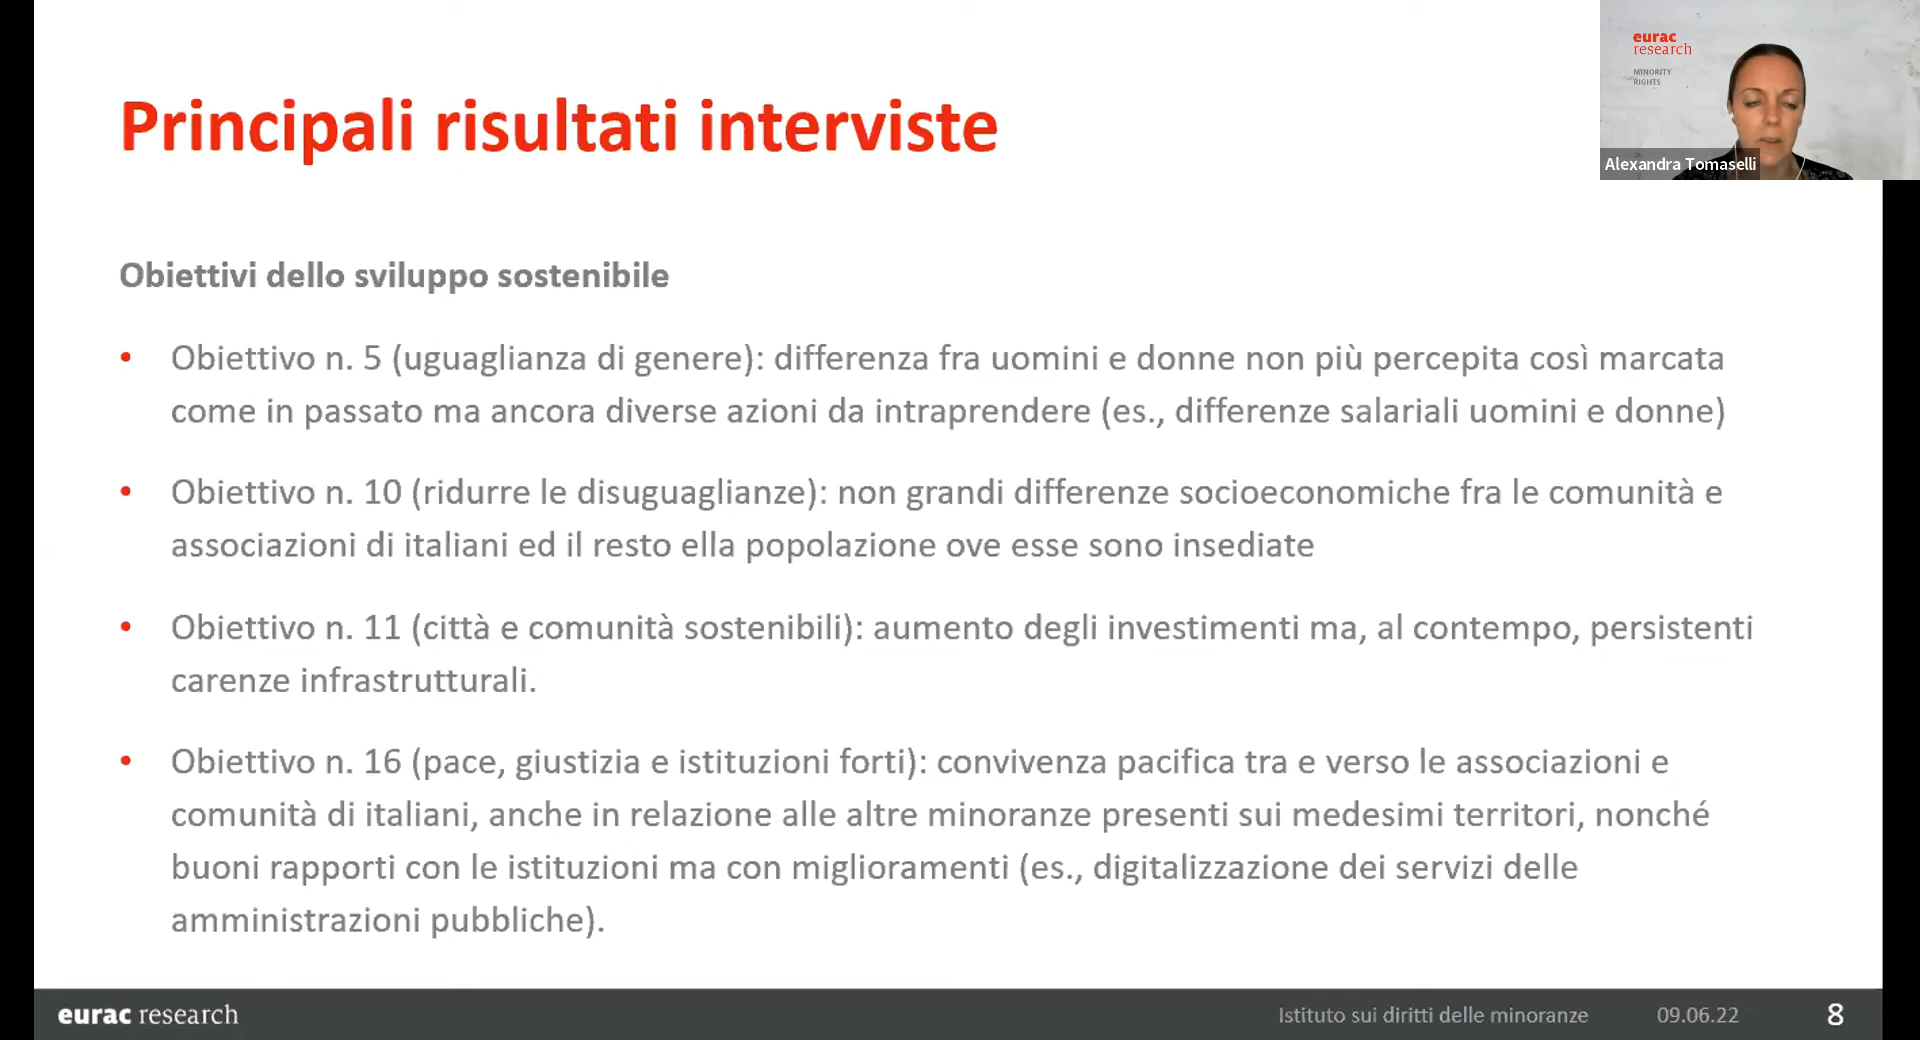 Principali risultati interviste
eurac
research
MINORITY
RIGHTS
Alexandra Tomaselli
Obiettivi dello sviluppo sostenibile
• Obiettivo n. 5 (uguaglianza di genere): differenza fra uomini e donne non più percepita così marcata
come in passato ma ancora diverse azioni da intraprendere (es., differenze salariali uomini e donne)
• Obiettivo n. 10 (ridurre le disuguaglianze): non grandi differenze socioeconomiche fra le comunità e
associazioni di italiani ed il resto ella popolazione ove esse sono insediate
• Obiettivo n. 11 (città e comunità sostenibili): aumento degli investimenti ma, al contempo, persistenti
carenze infrastrutturali.
• Obiettivo n. 16 (pace, giustizia e istituzioni forti): convivenza pacifica tra e verso le associazioni e
comunità di italiani, anche in relazione alle altre minoranze presenti sui medesimi territori, nonché
buoni rapporti con le istituzioni ma con miglioramenti (es., digitalizzazione dei servizi delle
amministrazioni pubbliche).
eurac research Istituto sui diritti delle minoranze 09.06.22 8